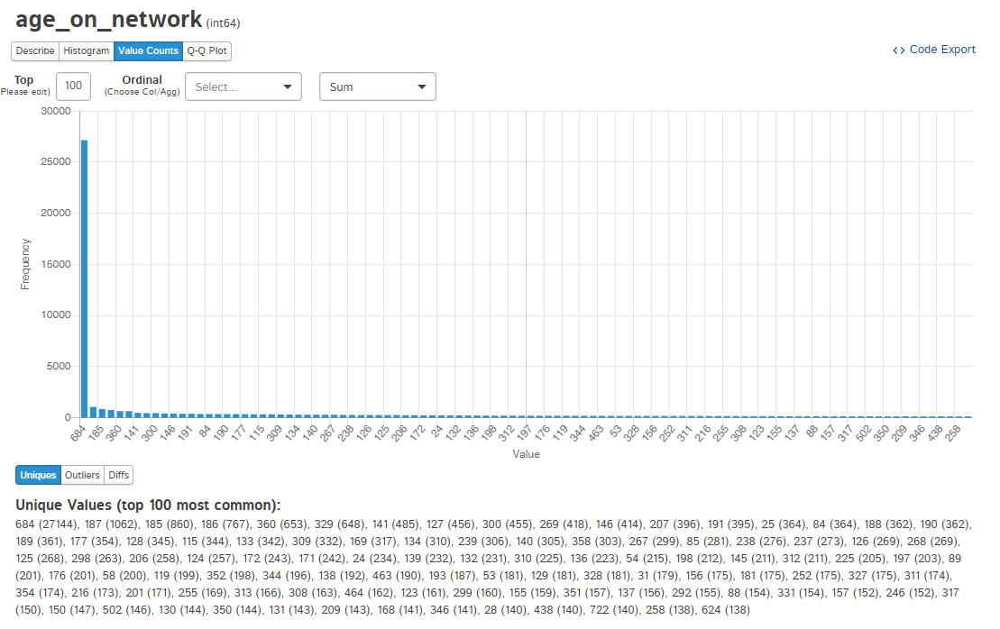 age_on_network (int64)
Describe Histogram Value Counts Q-Q Plot
<> Code Export
Top
Please edit)
100
Ordinal
(Choose Col/Agg)
Select...
Sum
30000
25000
20000
15000
10000
5000
0
Frequency
684 185 360 141 300 146 191 84 190 177 115 309 134 140 267 238 126 125 206 172 24 132 136 198 312 197 176 119 344 463 53 328 156 252 311 216 255 308 123 155 137 88 157 317 502 350 209 346 438 258
Value
Uniques Outliers Diffs
Unique Values (top 100 most common):
684 (27144), 187 (1062), 185 (860), 186 (767), 360 (653), 329 (648), 141 (485), 127 (456), 300 (455), 269 (418), 146 (414), 207 (396), 191 (395), 25 (364), 84 (364), 188 (362), 190 (362),
189 (361), 177 (354), 128 (345), 115 (344), 133 (342), 309 (332), 169 (317), 134 (310), 239 (306), 140 (305), 358 (303), 267 (299), 85 (281), 238 (276), 237 (273), 126 (269), 268 (269),
125 (268), 298 (263), 206 (258), 124 (257), 172 (243), 171 (242), 24 (234), 139 (232), 132 (231), 310 (225), 136 (223), 54 (215), 198 (212), 145 (211), 312 (211), 225 (205), 197 (203), 89
(201), 176 (201), 58 (200), 119 (199), 352 (198), 344 (196), 138 (192), 463 (190), 193 (187), 53 (181), 129 (181), 328 (181), 31 (179), 156 (175), 181 (175), 252 (175), 327 (175), 311 (174),
354 (174), 216 (173), 201 (171), 255 (169), 313 (166), 308 (163), 464 (162), 123 (161), 299 (160), 155 (159), 351 (157), 137 (156), 292 (155), 88 (154), 331 (154), 157 (152), 246 (152), 317
(150), 150 (147), 502 (146), 130 (144), 350 (144), 131 (143), 209 (143), 168 (141), 346 (141), 28 (140), 438 (140), 722 (140), 258 (138), 624 (138)